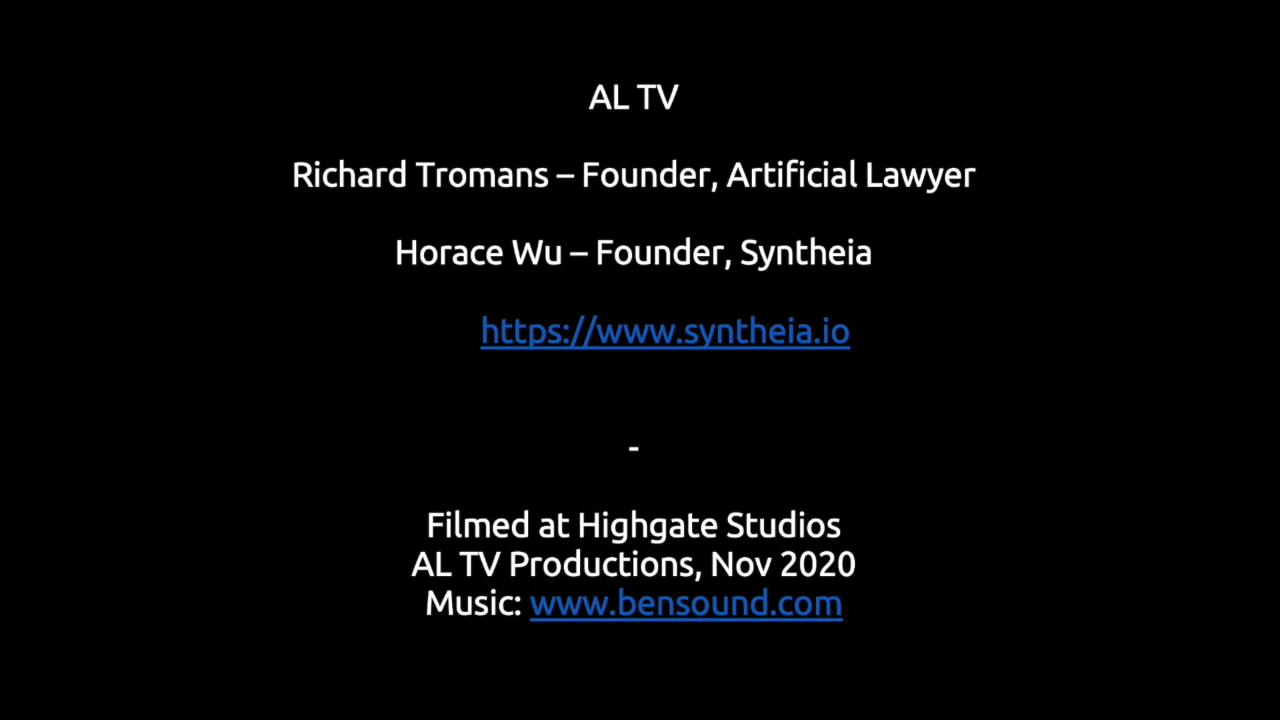 AL TV
Richard Tromans – Founder, Artificial Lawyer
Horace Wu – Founder, Syntheia
https://www.syntheia.io
-
Filmed at Highgate Studios
AL TV Productions, Nov 2020
Music: www.bensound.com